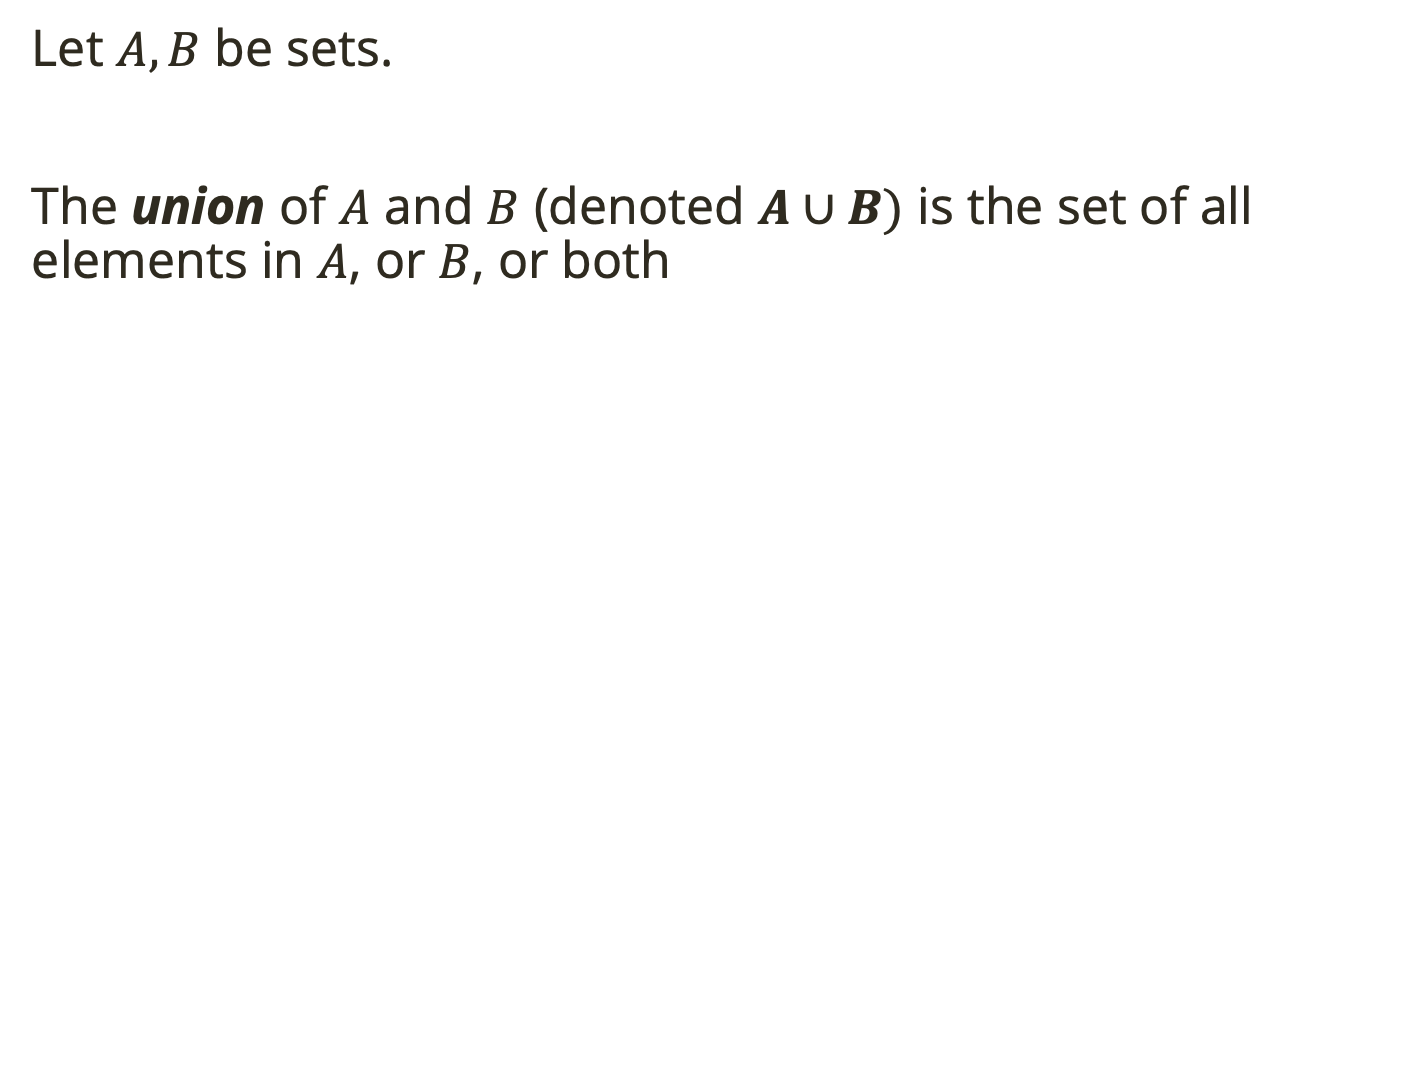 Let A, B be sets.
The union of A and B (denoted A ∪ B) is the set of all
elements in A, or B, or both